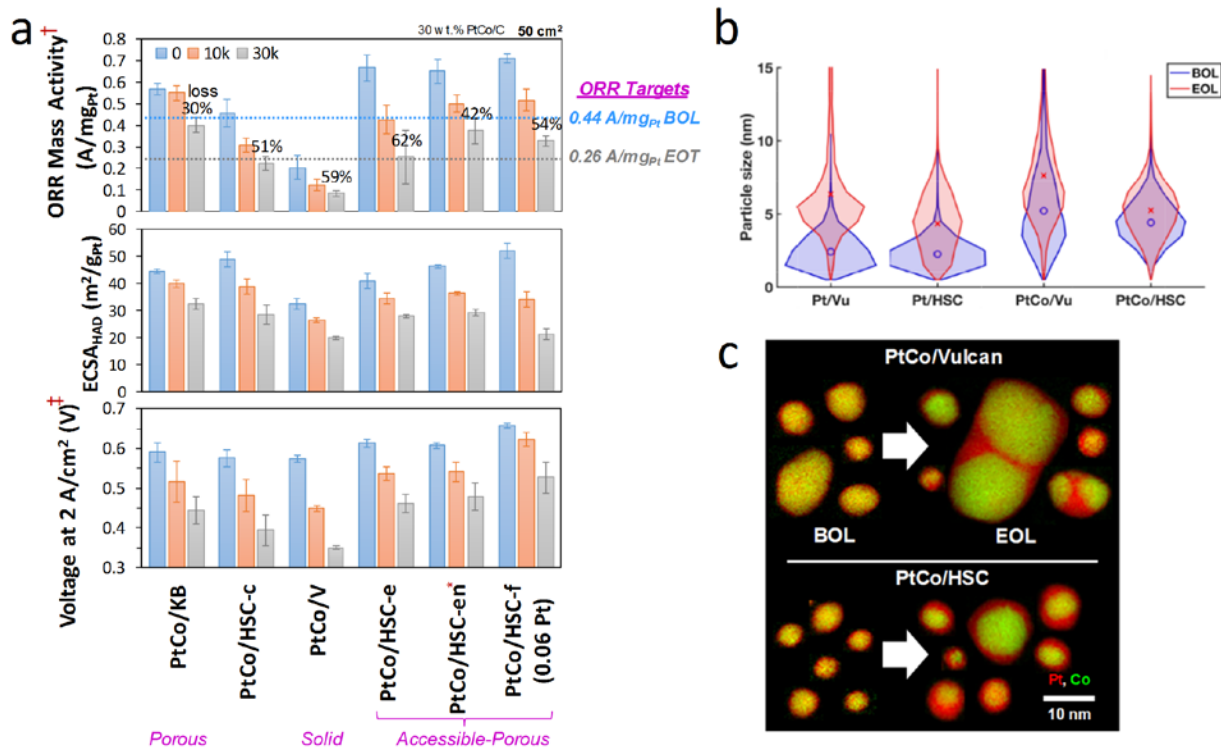 a
30 wt.% PtCo/C 50 cm²
ORR Mass Activity†
(A/mgPt)
0.8
0.7
0.6
0.5
0.4
0.3
0.2
0.1
0
0 10k 30k
loss
30%
51%
59%
62%
42%
54%
ORR Targets
0.44 A/mgPt BOL
0.26 A/mgPt EOT
ECSAHAD (m²/gPt)
60
50
40
30
20
10
0
Voltage at 2 A/cm² (V)‡
0.7
0.6
0.5
0.4
0.3
PtCo/KB
PtCo/HSC-c
PtCo/V
PtCo/HSC-e
PtCo/HSC-en*
PtCo/HSC-f
(0.06 Pt)
Porous
Solid
Accessible-Porous
b
Particle size (nm)
15
10
5
0
BOL
EOL
Pt/Vu
Pt/HSC
PtCo/Vu
PtCo/HSC
c
PtCo/Vulcan
BOL
EOL
PtCo/HSC
Pt, Co
10 nm